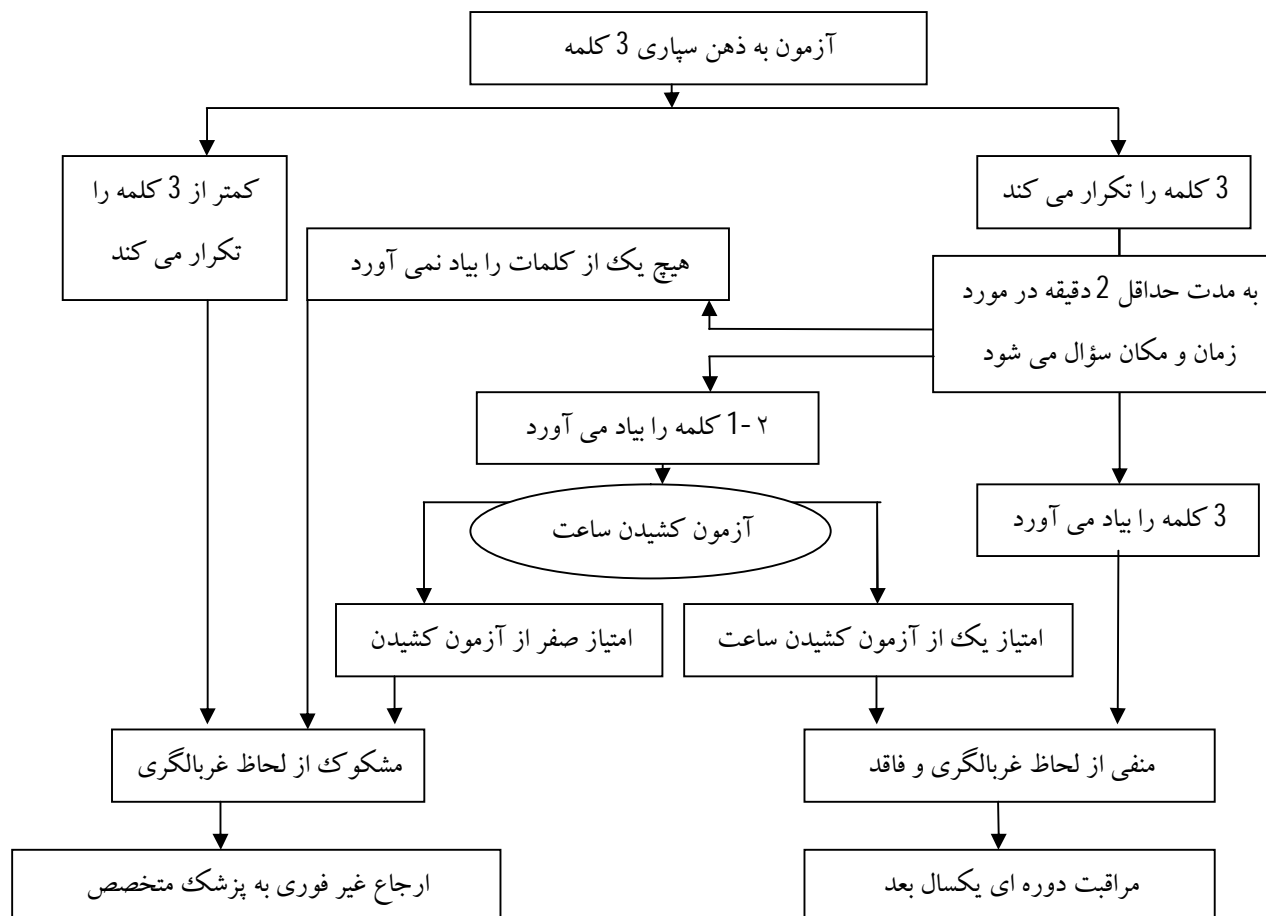 آزمون به ذهن سپاری 3 کلمه
3 کلمه را تکرار می کند
کمتر از 3 کلمه را
تکرار می کند
هیچ یک از کلمات را بیاد نمی آورد
به مدت حداقل 2 دقیقه در مورد
زمان و مکان سؤال می شود
1-۲ کلمه را بیاد می آورد
3 کلمه را بیاد می آورد
آزمون کشیدن ساعت
امتیاز یک از آزمون کشیدن ساعت
امتیاز صفر از آزمون کشیدن
منفی از لحاظ غربالگری و فاقد
مشکوک از لحاظ غربالگری
مراقبت دوره ای یکسال بعد
ارجاع غیر فوری به پزشک متخصص